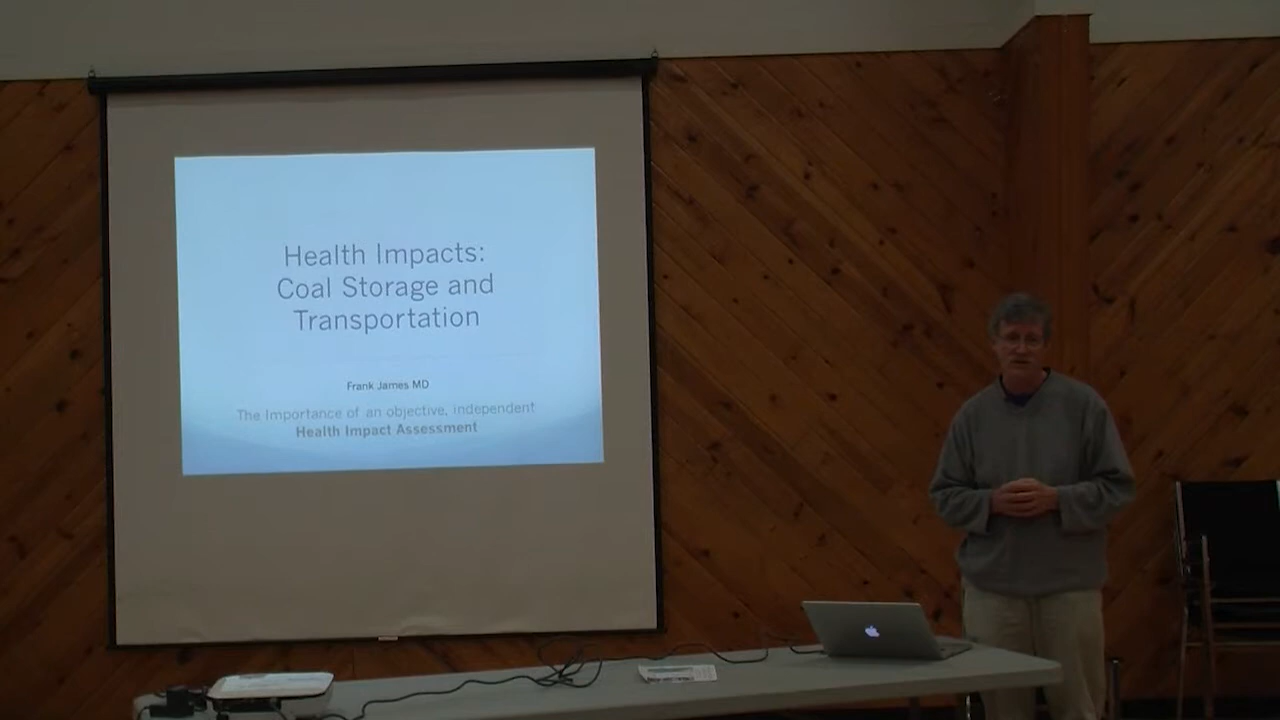 Health Impacts:
Coal Storage and
Transportation
Frank James MD
The Importance of an objective, independent
Health Impact Assessment